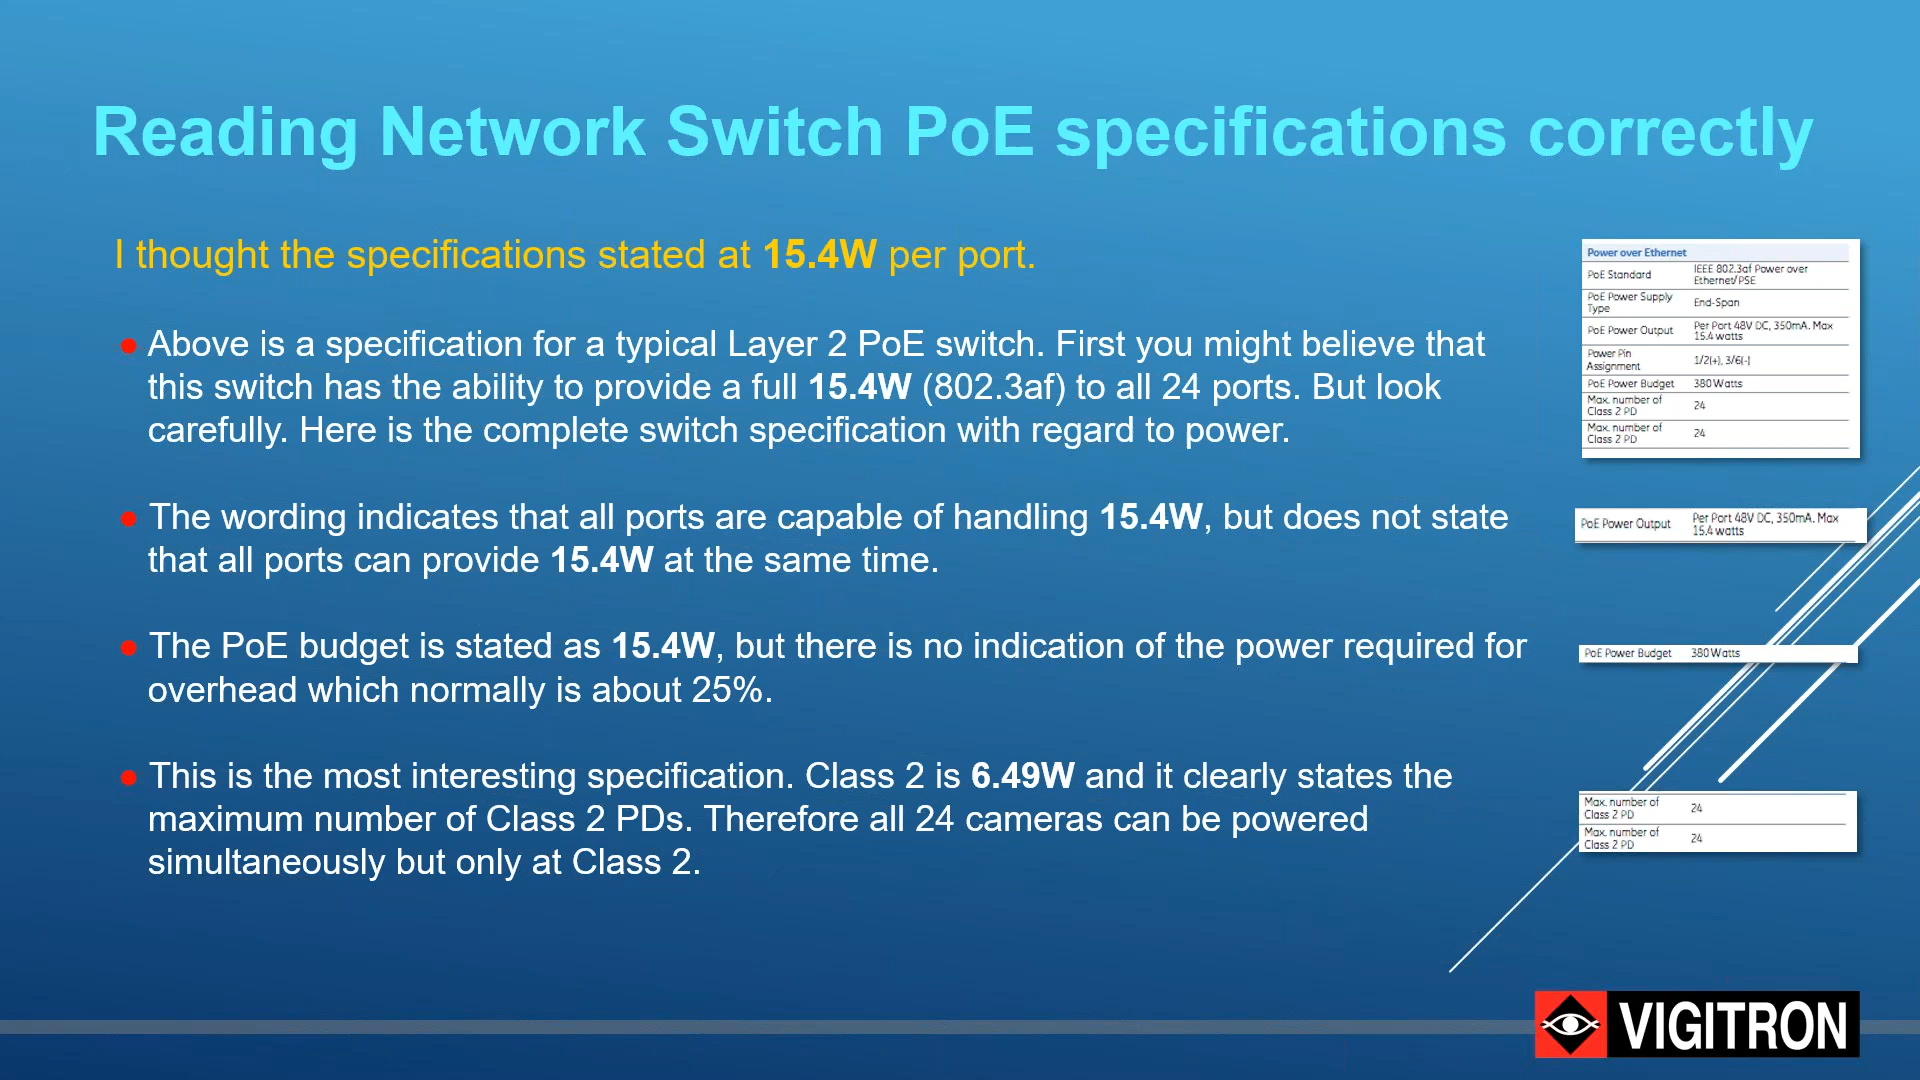 Reading Network Switch PoE specifications correctly
I thought the specifications stated at 15.4W per port.
● Above is a specification for a typical Layer 2 PoE switch. First you might believe that
this switch has the ability to provide a full 15.4W (802.3af) to all 24 ports. But look
carefully. Here is the complete switch specification with regard to power.
● The wording indicates that all ports are capable of handling 15.4W, but does not state
that all ports can provide 15.4W at the same time.
● The PoE budget is stated as 15.4W, but there is no indication of the power required for
overhead which normally is about 25%.
● This is the most interesting specification. Class 2 is 6.49W and it clearly states the
maximum number of Class 2 PDs. Therefore all 24 cameras can be powered
simultaneously but only at Class 2.
Power over Ethernet
PoE Standard IEEE 802.3af Power over
Ethernet/PSE
PoE Power Supply
Type End-Span
PoE Power Output Per Port 48V DC, 350mA. Max
15.4 watts
Power Pin
Assignment 1/2(+), 3/6(-)
PoE Power Budget 380 Watts
Max. number of
Class 2 PD 24
Max. number of
Class 2 PD 24
PoE Power Output Per Port 48V DC, 350mA. Max
15.4 watts
PoE Power Budget 380 Watts
Max. number of
Class 2 PD 24
Max. number of
Class 2 PD 24
VIGITRON